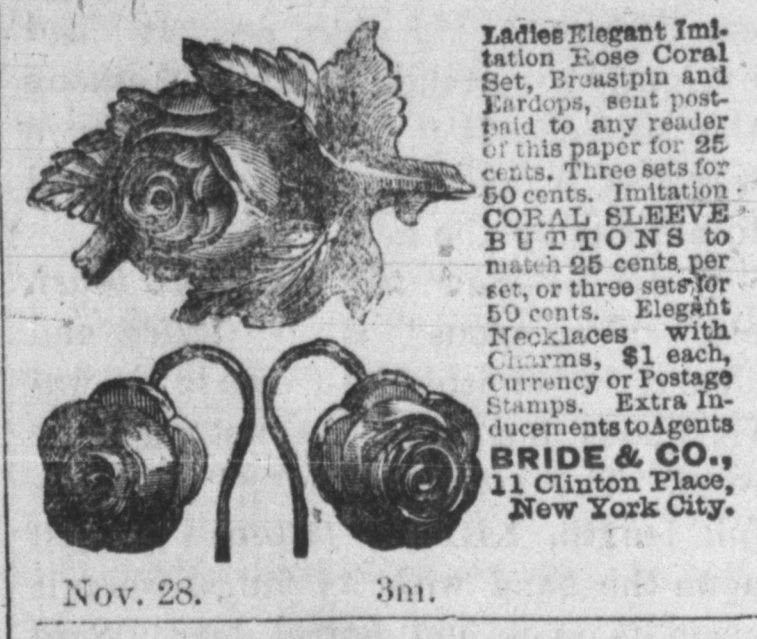 Ladies Elegant Imi-
tation Rose Coral
Set, Breastpin and
Eardops, sent post-
paid to any reader
of this paper for 25
cents. Three sets for
50 cents. Imitation
CORAL SLEEVE
BUTTONS to
match 25 cents per
set, or three sets for
50 cents. Elegant
Necklaces with
Charms, $1 each,
Currency or Postage
Stamps. Extra In-
ducements to Agents
BRIDE & CO.,
11 Clinton Place,
New York City.
Nov. 28. 3m.